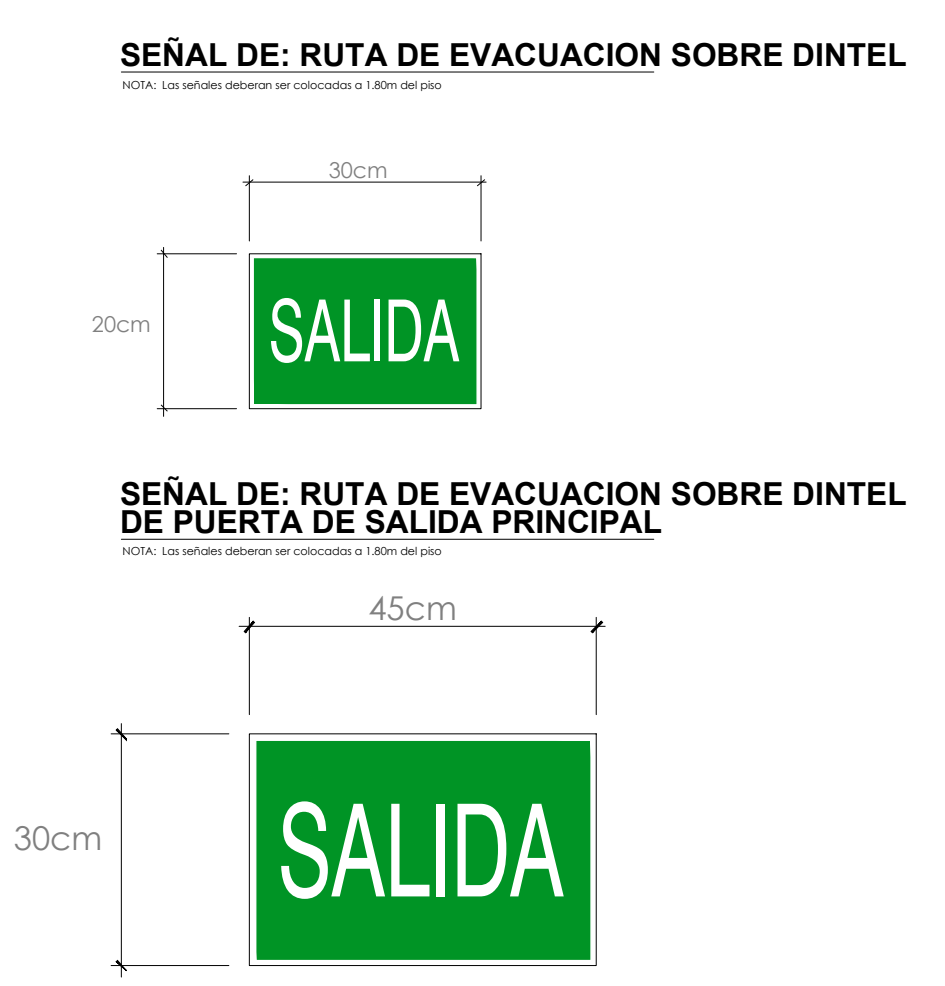 SEÑAL DE: RUTA DE EVACUACION SOBRE DINTEL
NOTA: Las señales deberan ser colocadas a 1.80m del piso
30cm
20cm
SALIDA
SEÑAL DE: RUTA DE EVACUACION SOBRE DINTEL
DE PUERTA DE SALIDA PRINCIPAL
NOTA: Las señales deberan ser colocadas a 1.80m del piso
45cm
30cm
SALIDA